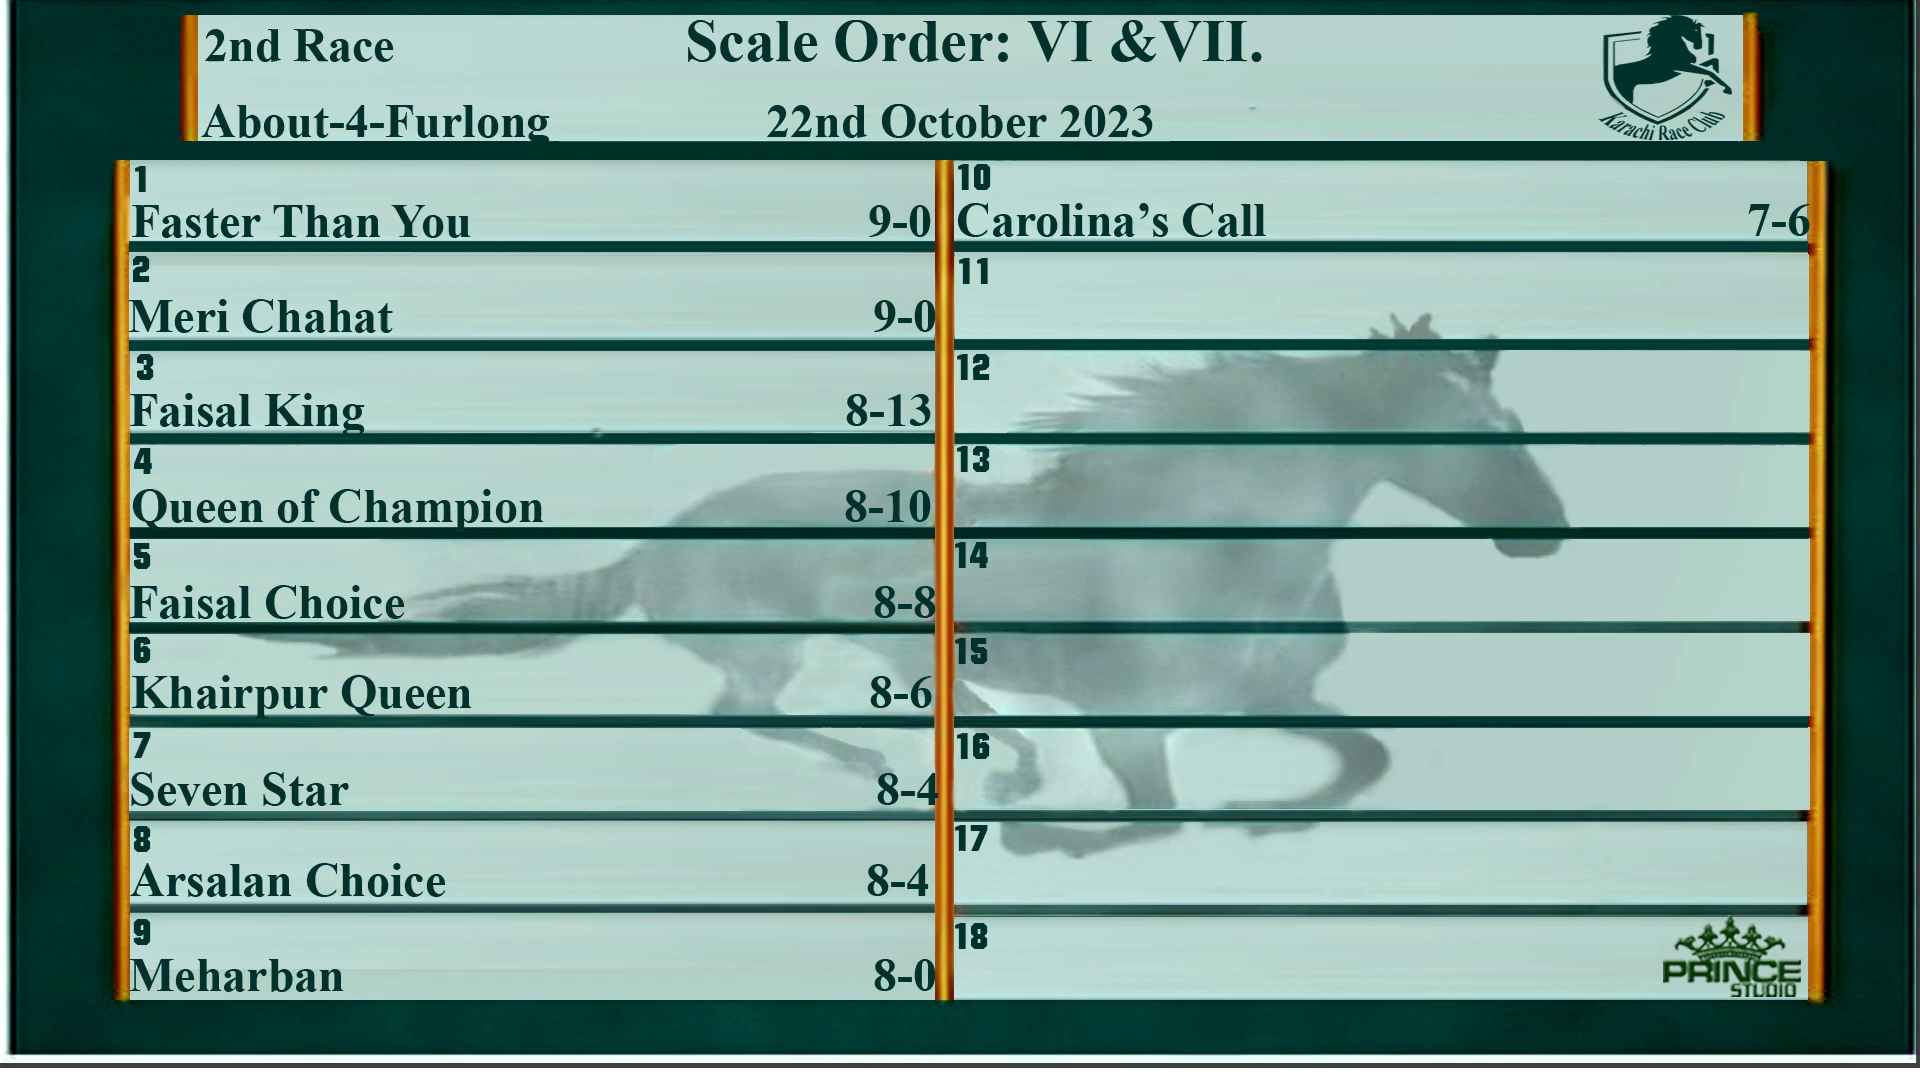 2nd Race
Scale Order: VI &VII.
About-4-Furlong
22nd October 2023
Karachi Race Club
1
Faster Than You 9-0
2
Meri Chahat 9-0
3
Faisal King 8-13
4
Queen of Champion 8-10
5
Faisal Choice 8-8
6
Khairpur Queen 8-6
7
Seven Star 8-4
8
Arsalan Choice 8-4
9
Meharban 8-0
10
Carolina’s Call 7-6
11
12
13
14
15
16
17
18
PRINCE
STUDIO